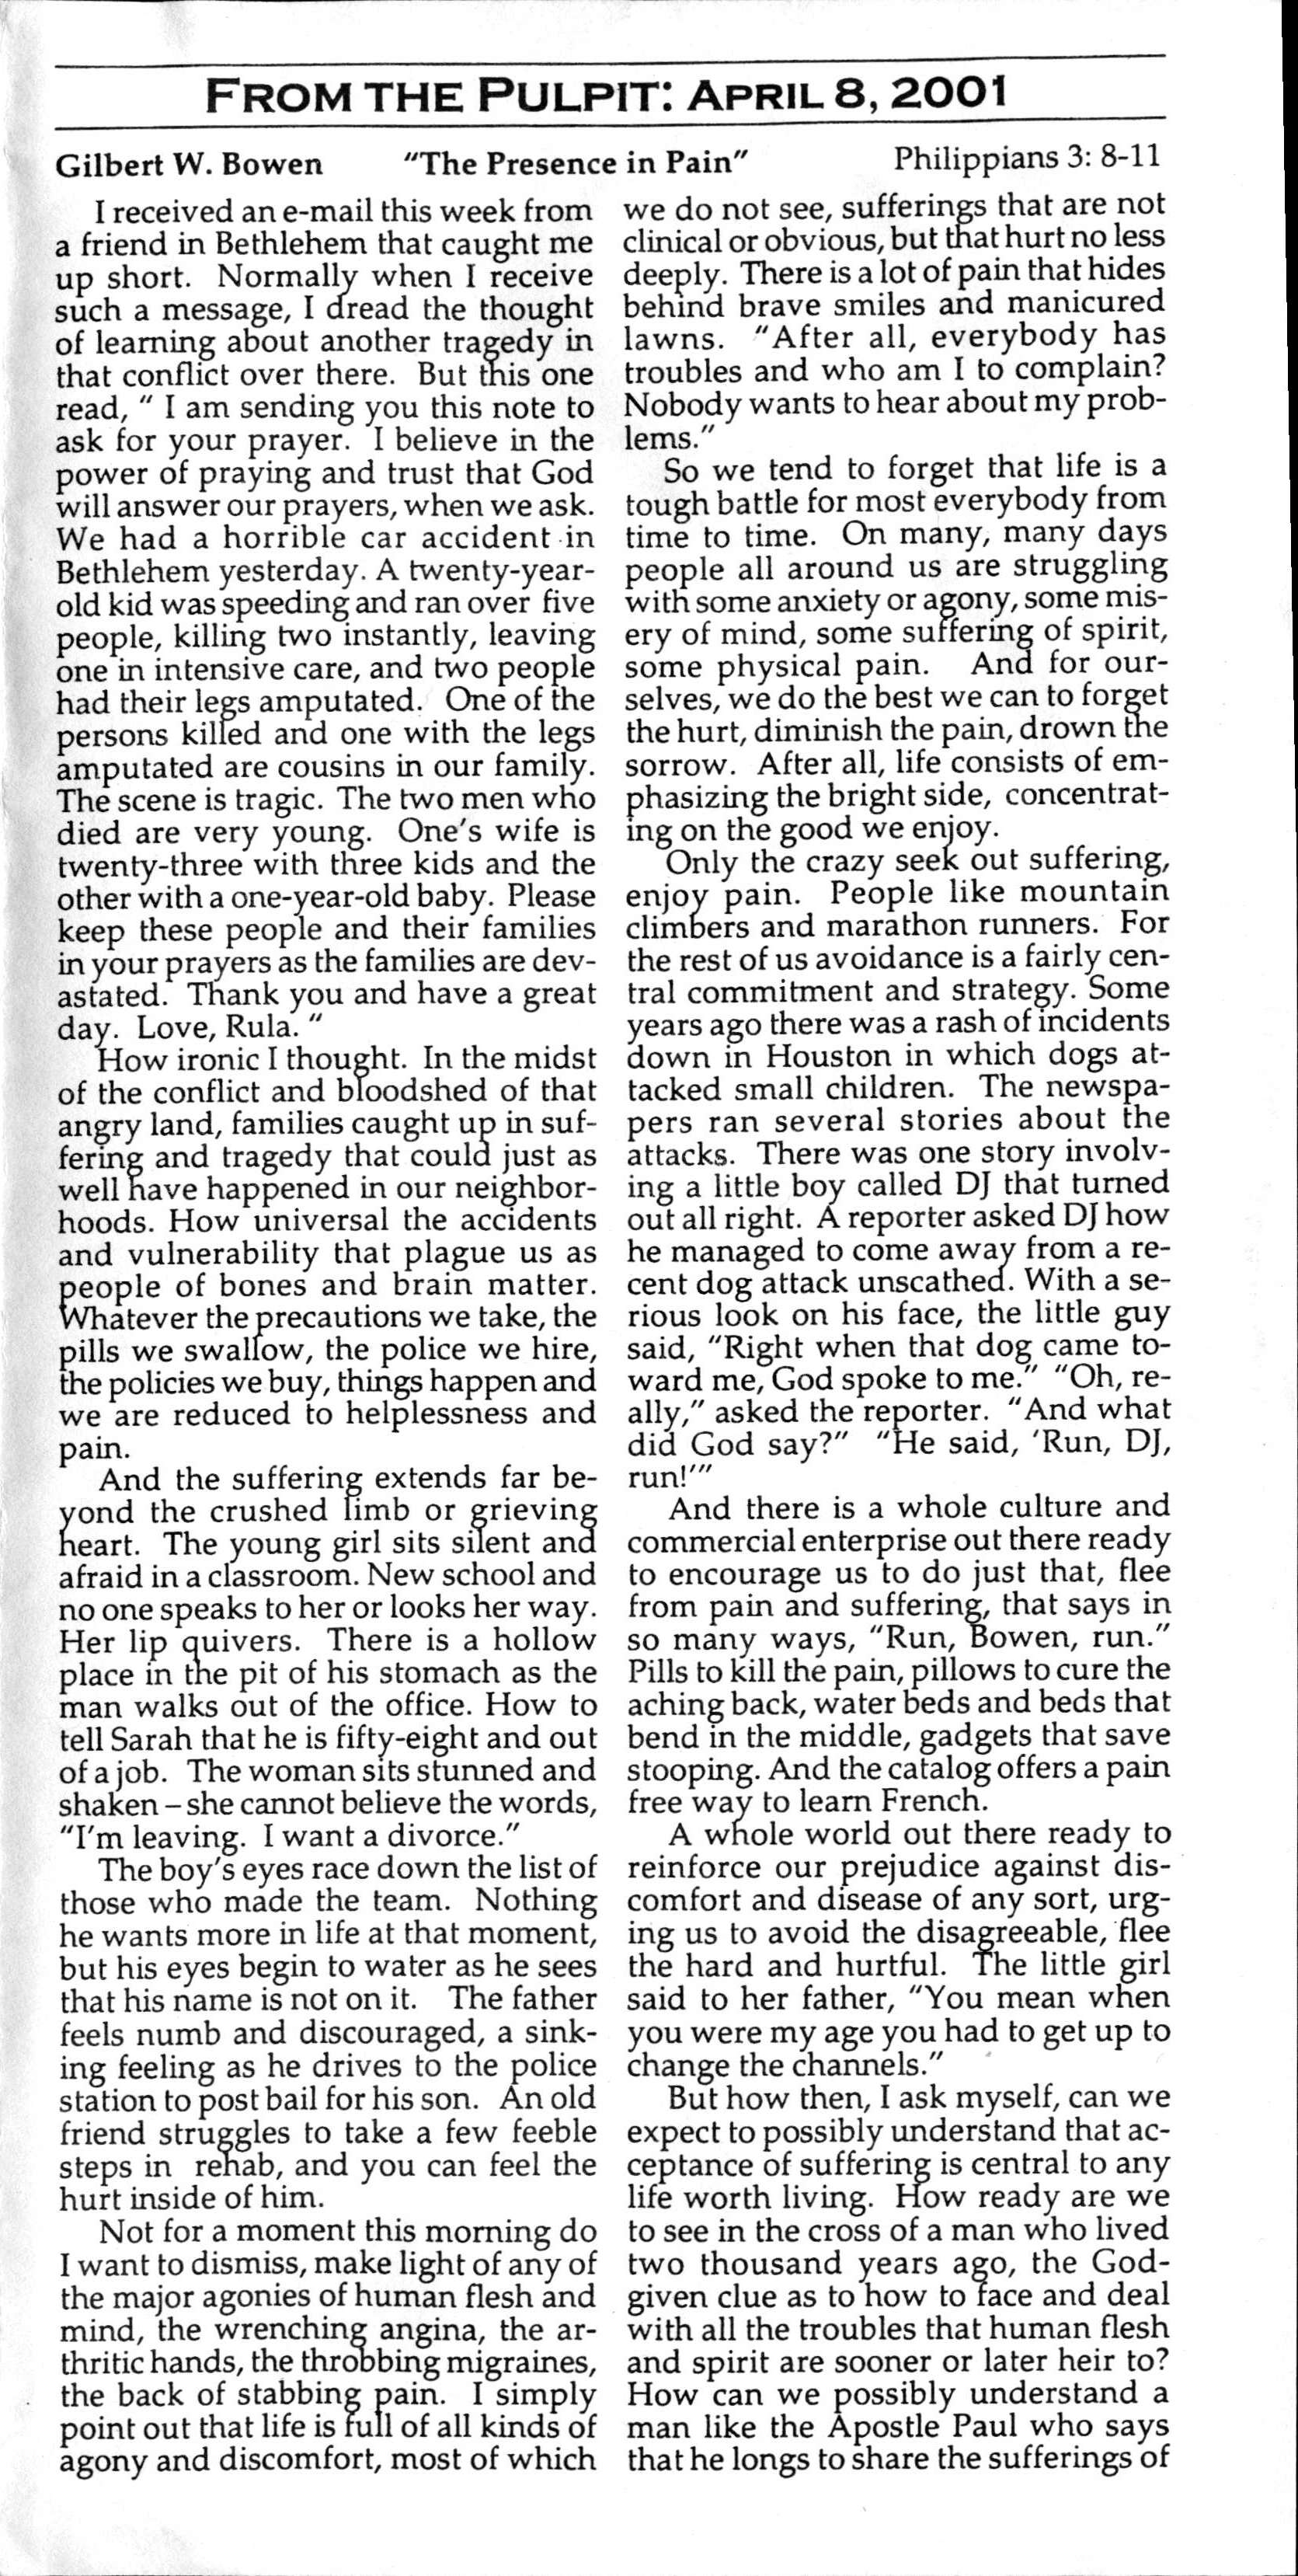 FROM THE PULPIT: APRIL 8, 2001
Gilbert W. Bowen "The Presence in Pain" Philippians 3: 8-11
I received an e-mail this week from
a friend in Bethlehem that caught me
up short. Normally when I receive
such a message, I dread the thought
of learning about another tragedy in
that conflict over there. But this one
read, " I am sending you this note to
ask for your prayer. I believe in the
power of praying and trust that God
will answer our prayers, when we ask.
We had a horrible car accident in
Bethlehem yesterday. A twenty-year-
old kid was speeding and ran over five
people, killing two instantly, leaving
one in intensive care, and two people
had their legs amputated. One of the
persons killed and one with the legs
amputated are cousins in our family.
The scene is tragic. The two men who
died are very young. One's wife is
twenty-three with three kids and the
other with a one-year-old baby. Please
keep these people and their families
in your prayers as the families are dev-
astated. Thank you and have a great
day. Love, Rula. "
How ironic I thought. In the midst
of the conflict and bloodshed of that
angry land, families caught up in suf-
fering and tragedy that could just as
well have happened in our neighbor-
hoods. How universal the accidents
and vulnerability that plague us as
people of bones and brain matter.
Whatever the precautions we take, the
pills we swallow, the police we hire,
the policies we buy, things happen and
we are reduced to helplessness and
pain.
And the suffering extends far be-
yond the crushed limb or grieving
heart. The young girl sits silent and
afraid in a classroom. New school and
no one speaks to her or looks her way.
Her lip quivers. There is a hollow
place in the pit of his stomach as the
man walks out of the office. How to
tell Sarah that he is fifty-eight and out
of a job. The woman sits stunned and
shaken – she cannot believe the words,
"I'm leaving. I want a divorce."
The boy's eyes race down the list of
those who made the team. Nothing
he wants more in life at that moment,
but his eyes begin to water as he sees
that his name is not on it. The father
feels numb and discouraged, a sink-
ing feeling as he drives to the police
station to post bail for his son. An old
friend struggles to take a few feeble
steps in rehab, and you can feel the
hurt inside of him.
Not for a moment this morning do
I want to dismiss, make light of any of
the major agonies of human flesh and
mind, the wrenching angina, the ar-
thritic hands, the throbbing migraines,
the back of stabbing pain. I simply
point out that life is full of all kinds of
agony and discomfort, most of which
we do not see, sufferings that are not
clinical or obvious, but that hurt no less
deeply. There is a lot of pain that hides
behind brave smiles and manicured
lawns. "After all, everybody has
troubles and who am I to complain?
Nobody wants to hear about my prob-
lems."
So we tend to forget that life is a
tough battle for most everybody from
time to time. On many, many days
people all around us are struggling
with some anxiety or agony, some mis-
ery of mind, some suffering of spirit,
some physical pain. And for our-
selves, we do the best we can to forget
the hurt, diminish the pain, drown the
sorrow. After all, life consists of em-
phasizing the bright side, concentrat-
ing on the good we enjoy.
Only the crazy seek out suffering,
enjoy pain. People like mountain
climbers and marathon runners. For
the rest of us avoidance is a fairly cen-
tral commitment and strategy. Some
years ago there was a rash of incidents
down in Houston in which dogs at-
tacked small children. The newspa-
pers ran several stories about the
attacks. There was one story involv-
ing a little boy called DJ that turned
out all right. A reporter asked DJ how
he managed to come away from a re-
cent dog attack unscathed. With a se-
rious look on his face, the little guy
said, "Right when that dog came to-
ward me, God spoke to me." "Oh, re-
ally," asked the reporter. "And what
did God say?" "He said, 'Run, DJ,
run!'"
And there is a whole culture and
commercial enterprise out there ready
to encourage us to do just that, flee
from pain and suffering, that says in
so many ways, "Run, Bowen, run."
Pills to kill the pain, pillows to cure the
aching back, water beds and beds that
bend in the middle, gadgets that save
stooping. And the catalog offers a pain
free way to learn French.
A whole world out there ready to
reinforce our prejudice against dis-
comfort and disease of any sort, urg-
ing us to avoid the disagreeable, flee
the hard and hurtful. The little girl
said to her father, "You mean when
you were my age you had to get up to
change the channels."
But how then, I ask myself, can we
expect to possibly understand that ac-
ceptance of suffering is central to any
life worth living. How ready are we
to see in the cross of a man who lived
two thousand years ago, the God-
given clue as to how to face and deal
with all the troubles that human flesh
and spirit are sooner or later heir to?
How can we possibly understand a
man like the Apostle Paul who says
that he longs to share the sufferings of